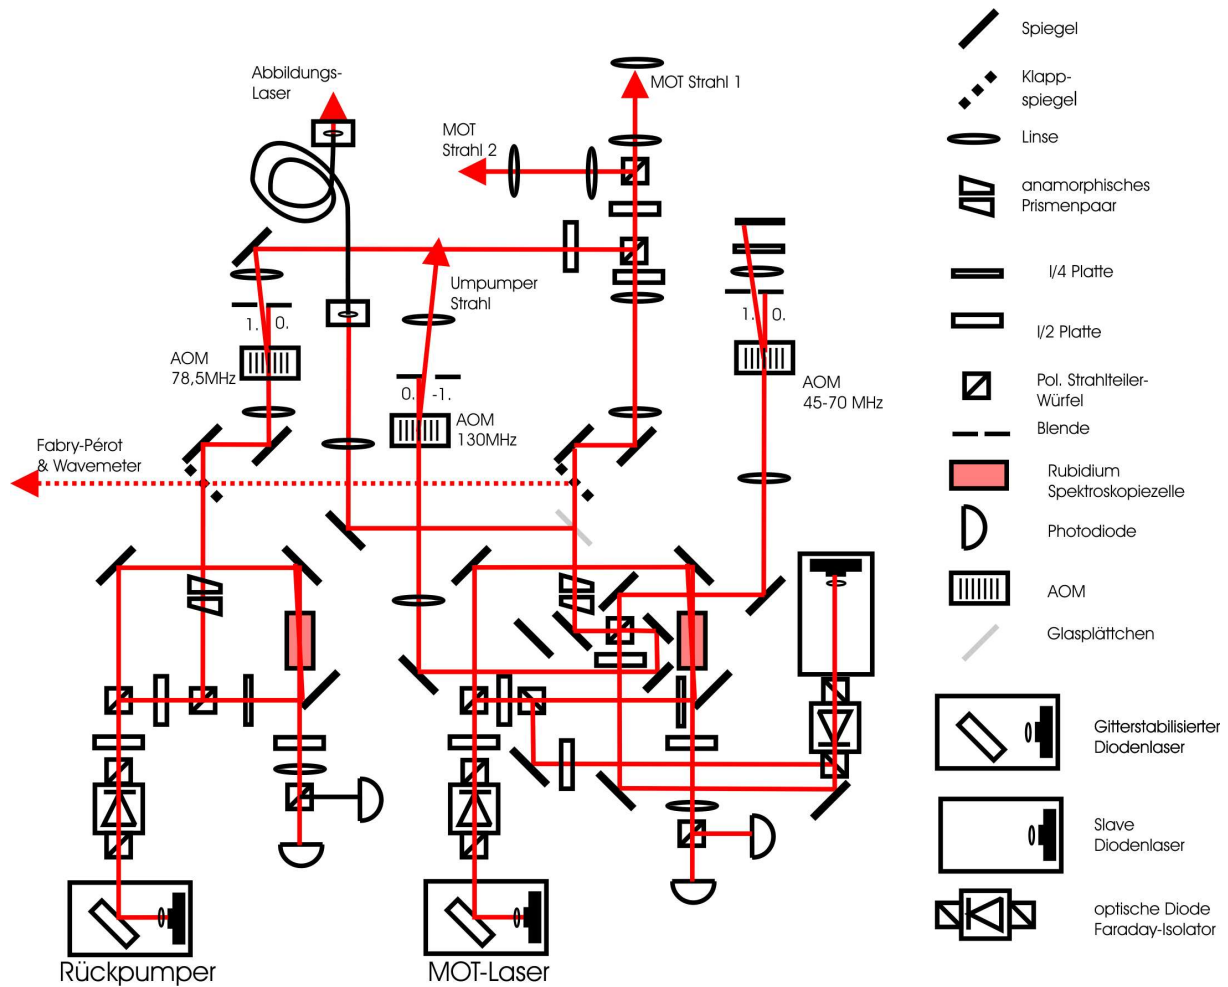 Abbildungs-
Laser
MOT Strahl 1
MOT
Strahl 2
Umpumper
Strahl
1. 0.
AOM
78,5MHz
0. -1.
AOM
130MHz
1. 0.
AOM
45-70 MHz
Fabry-Pérot
& Wavemeter
Rückpumper
MOT-Laser
Spiegel
Klapp-
spiegel
Linse
anamorphisches
Prismenpaar
l/4 Platte
l/2 Platte
Pol. Strahlteiler-
Würfel
Blende
Rubidium
Spektroskopiezelle
Photodiode
AOM
Glasplättchen
Gitterstabilisierter
Diodenlaser
Slave
Diodenlaser
optische Diode
Faraday-Isolator